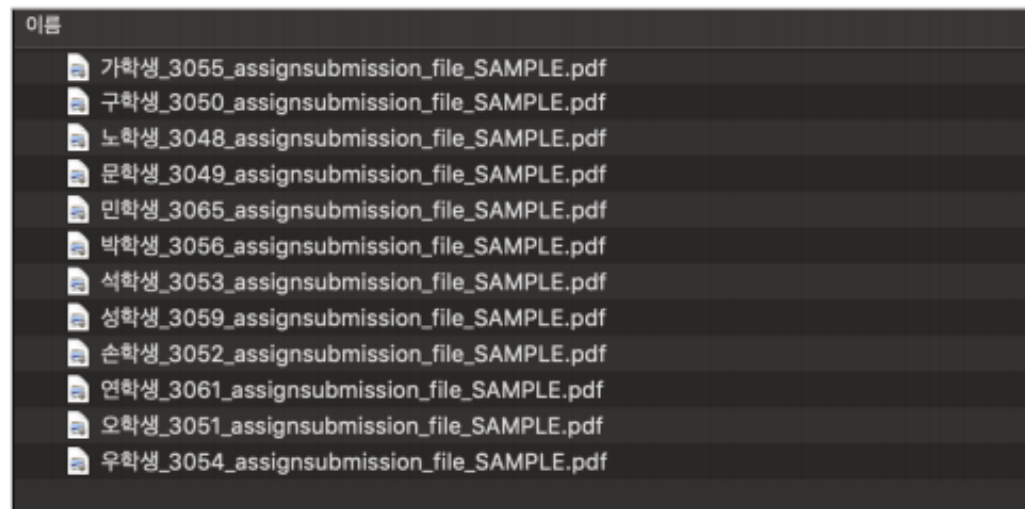 이름
가학생_3055_assignsubmission_file_SAMPLE.pdf
구학생_3050_assignsubmission_file_SAMPLE.pdf
노학생_3048_assignsubmission_file_SAMPLE.pdf
문학생_3049_assignsubmission_file_SAMPLE.pdf
민학생_3065_assignsubmission_file_SAMPLE.pdf
박학생_3056_assignsubmission_file_SAMPLE.pdf
석학생_3053_assignsubmission_file_SAMPLE.pdf
성학생_3059_assignsubmission_file_SAMPLE.pdf
손학생_3052_assignsubmission_file_SAMPLE.pdf
연학생_3061_assignsubmission_file_SAMPLE.pdf
오학생_3051_assignsubmission_file_SAMPLE.pdf
우학생_3054_assignsubmission_file_SAMPLE.pdf